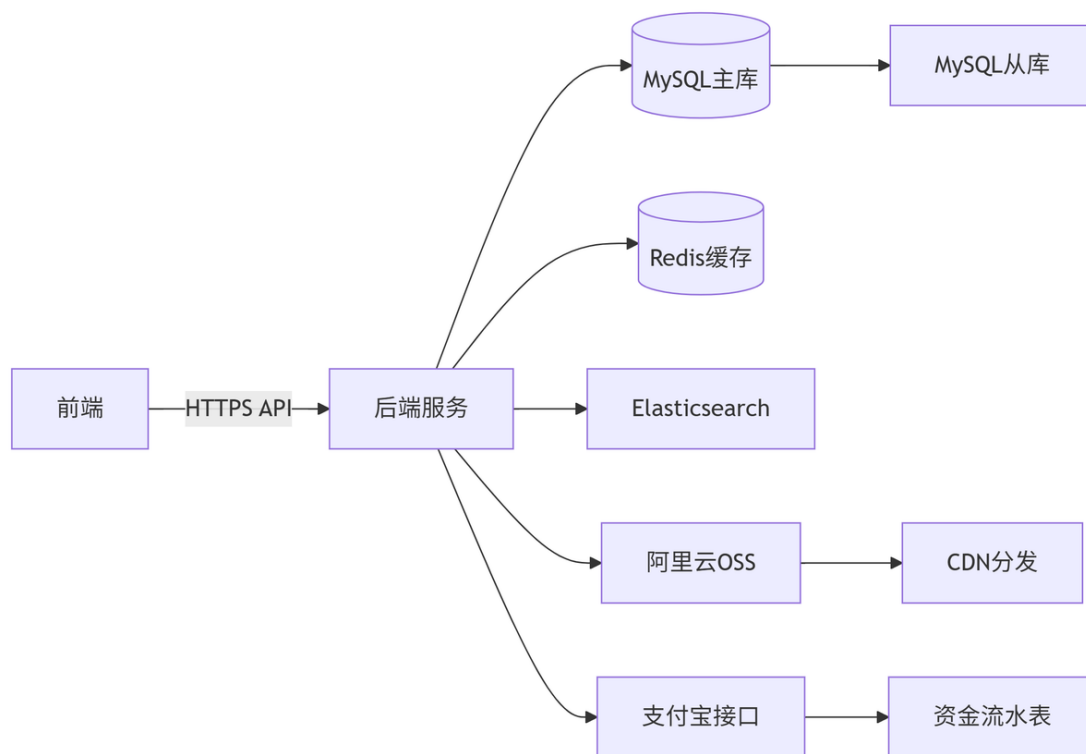 MySQL主库
MySQL从库
Redis缓存
前端
HTTPS API
后端服务
Elasticsearch
阿里云OSS
CDN分发
支付宝接口
资金流水表